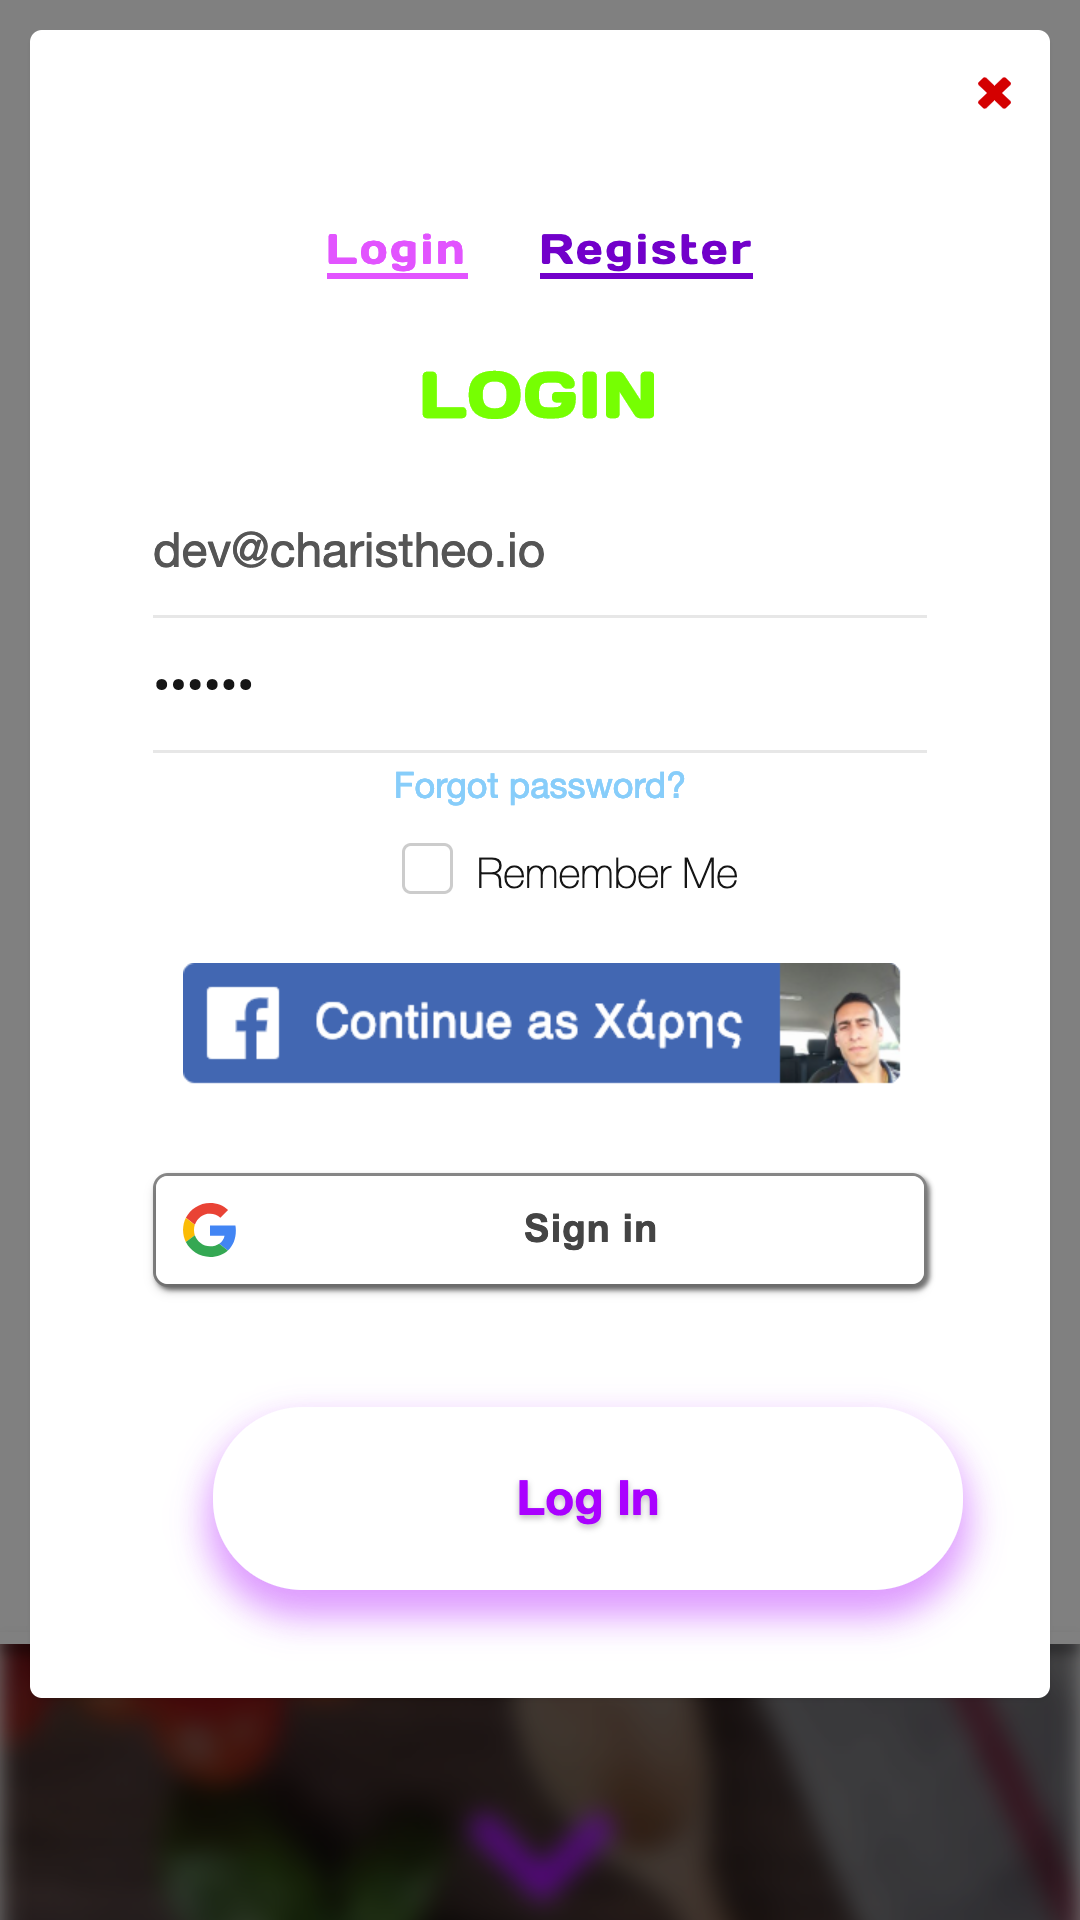 Login Register
LOGIN
dev@charistheo.io
••••••
Forgot password?
Remember Me
Continue as Χάρης
Sign in
Log In